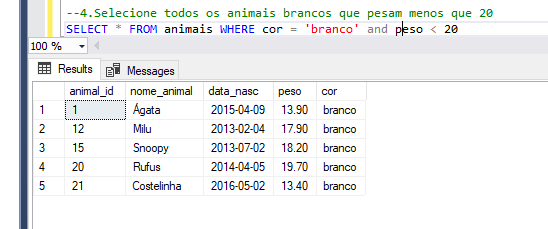 --4.Selecione todos os animais brancos que pesam menos que 20
SELECT * FROM animais WHERE cor = 'branco' and peso < 20
100 %
Results Messages
animal_id nome_animal data_nasc peso cor
1 1 Ágata 2015-04-09 13.90 branco
2 12 Milu 2013-02-04 17.90 branco
3 15 Snoopy 2013-07-02 18.20 branco
4 20 Rufus 2014-04-05 19.70 branco
5 21 Costelinha 2016-05-02 13.40 branco